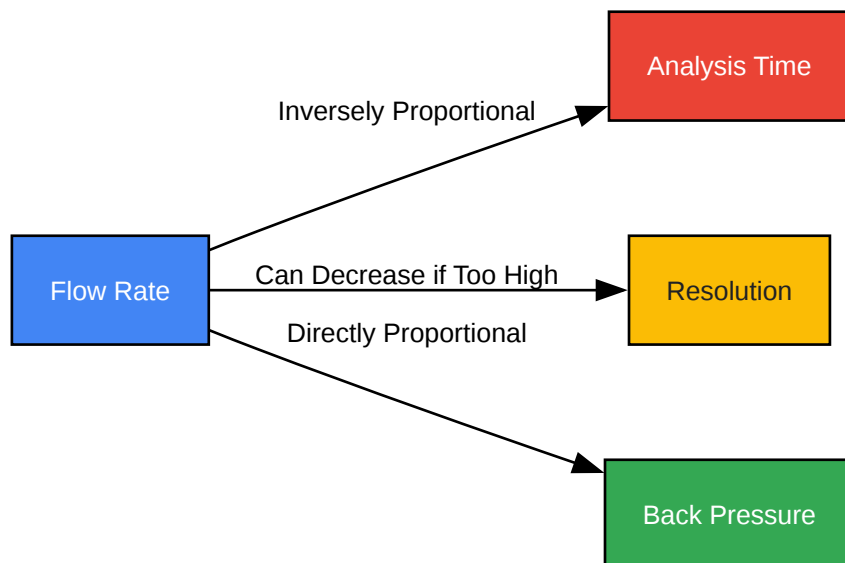 Analysis Time
Inversely Proportional
Flow Rate
Can Decrease if Too High
Resolution
Directly Proportional
Back Pressure